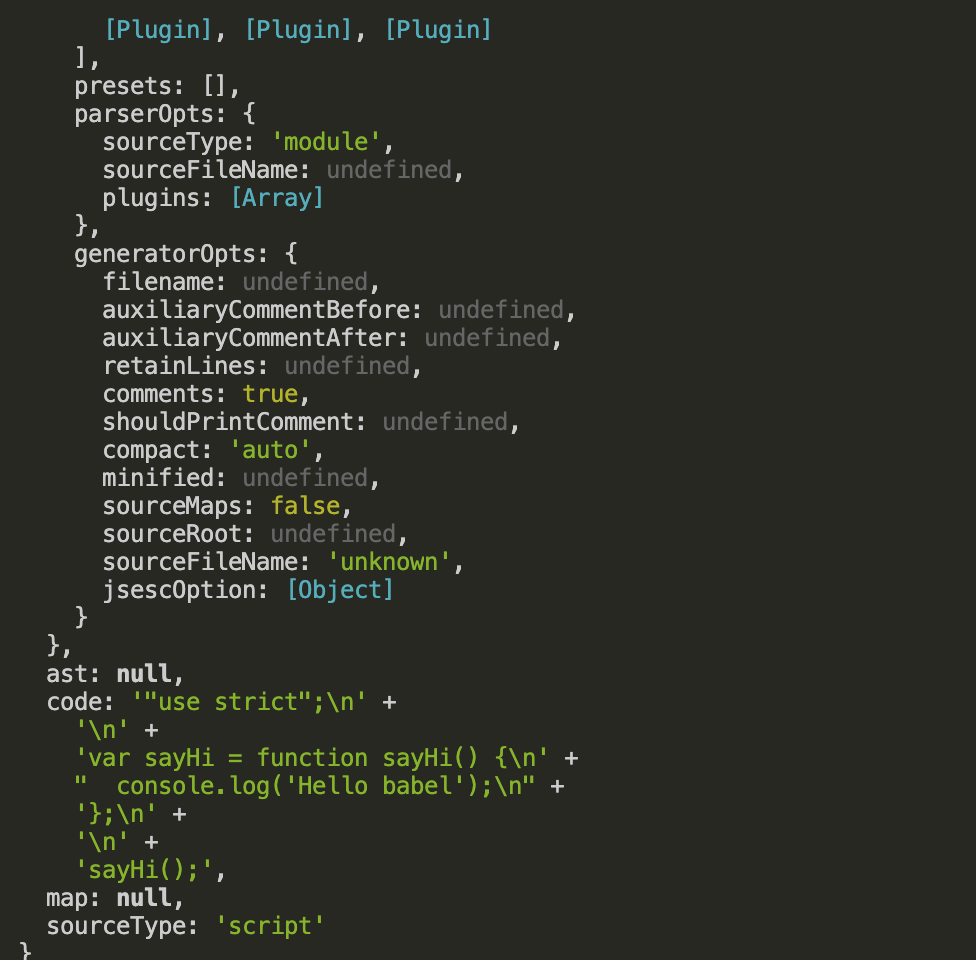 [Plugin], [Plugin], [Plugin]
],
presets: [],
parserOpts: {
sourceType: 'module',
sourceFileName: undefined,
plugins: [Array]
},
generatorOpts: {
filename: undefined,
auxiliaryCommentBefore: undefined,
auxiliaryCommentAfter: undefined,
retainLines: undefined,
comments: true,
shouldPrintComment: undefined,
compact: 'auto',
minified: undefined,
sourceMaps: false,
sourceRoot: undefined,
sourceFileName: 'unknown',
jsescOption: [Object]
}
},
ast: null,
code: '"use strict";\n' +
'\n' +
'var sayHi = function sayHi() {\n' +
"  console.log('Hello babel');\n" +
'};\n' +
'\n' +
'sayHi();',
map: null,
sourceType: 'script'
}